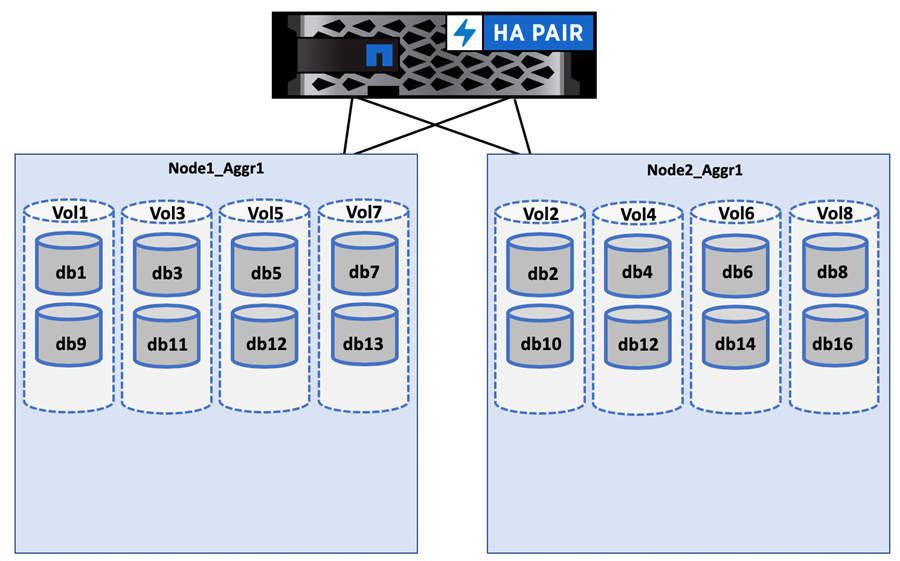 HA PAIR
Node1_Aggr1
Vol1 Vol3 Vol5 Vol7
db1 db3 db5 db7
db9 db11 db12 db13
Node2_Aggr1
Vol2 Vol4 Vol6 Vol8
db2 db4 db6 db8
db10 db12 db14 db16